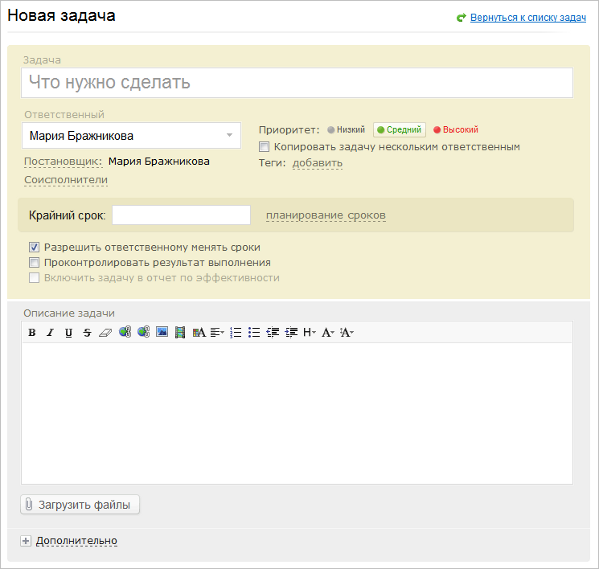 Новая задача
Вернуться к списку задач
Задача
Что нужно сделать
Ответственный
Мария Бражникова
Приоритет: Низкий Средний Высокий
Копировать задачу нескольким ответственным
Постановщик: Мария Бражникова
Теги: добавить
Соисполнители
Крайний срок: планирование сроков
Разрешить ответственному менять сроки
Проконтролировать результат выполнения
Включить задачу в отчет по эффективности
Описание задачи
B I U S A H A A
Загрузить файлы
Дополнительно